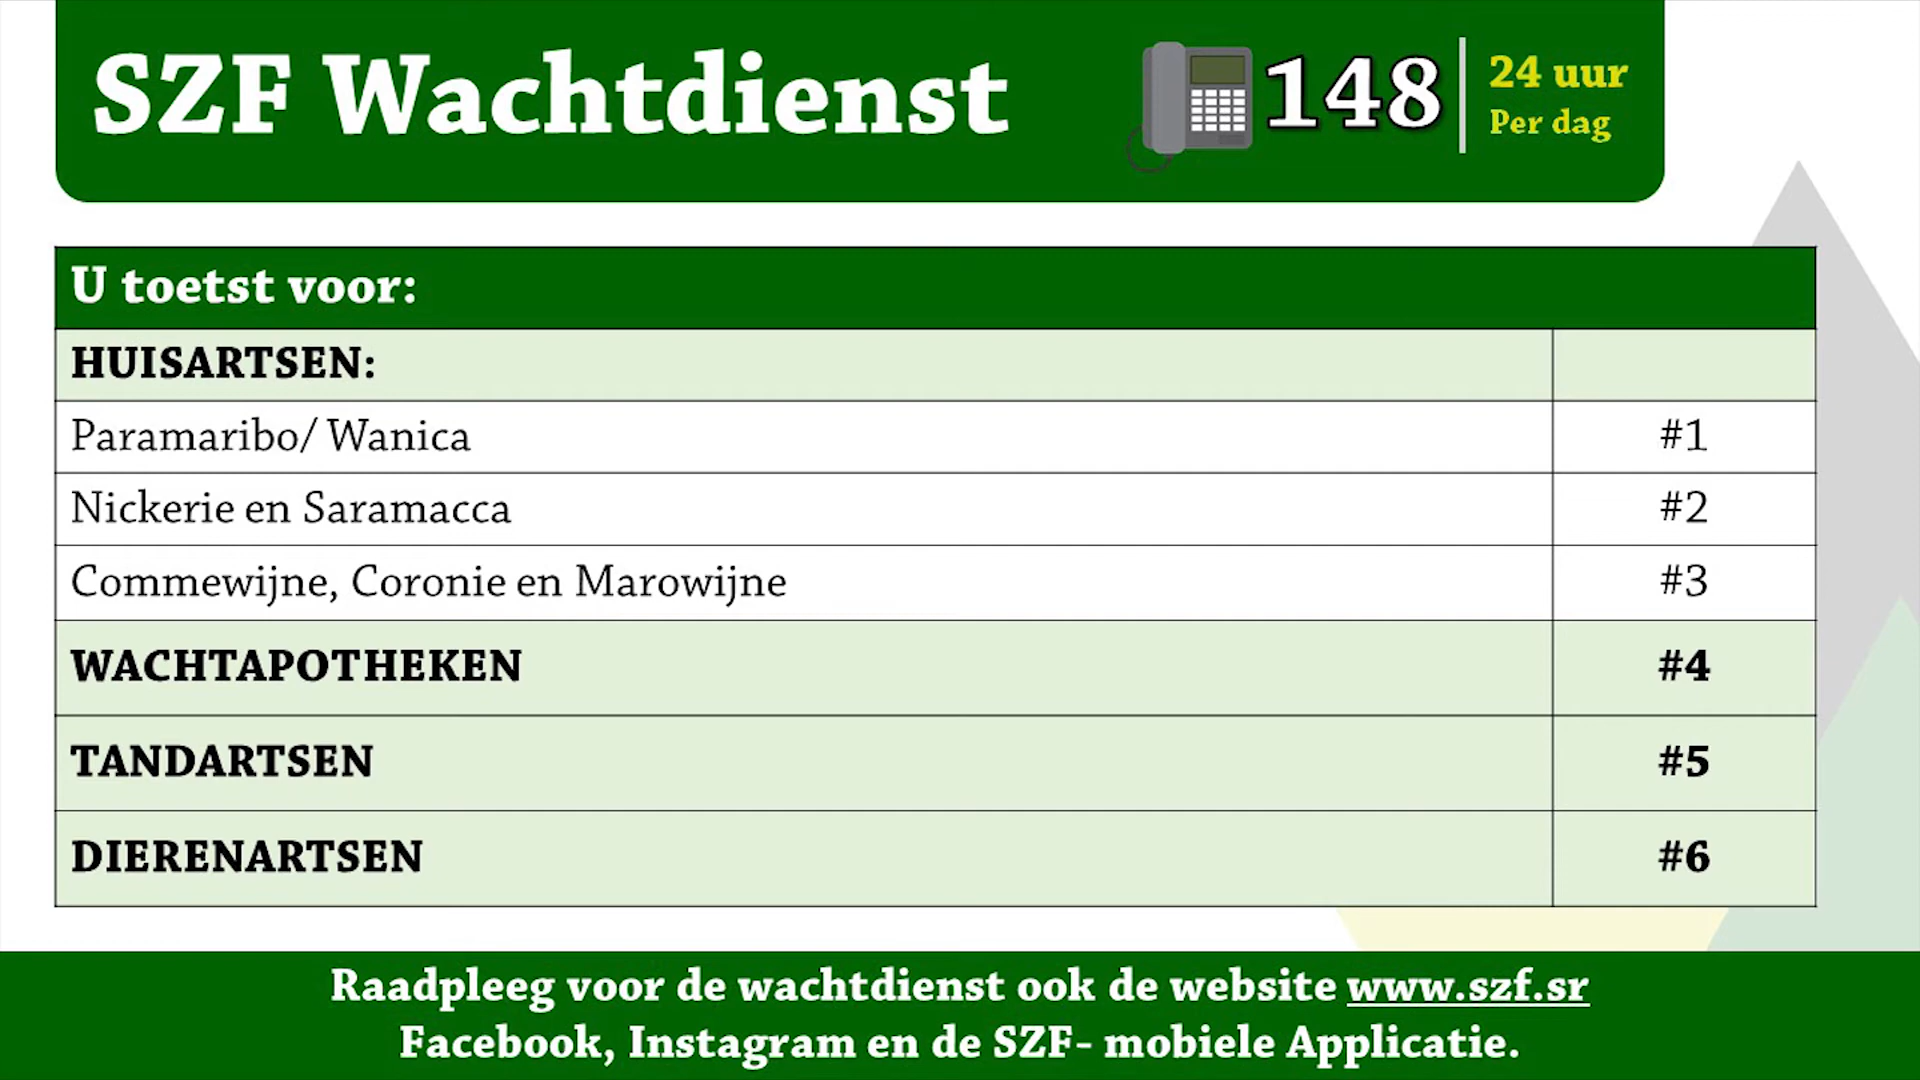 SZF Wachtdienst
148
24 uur
Per dag
U toetst voor:
HUISARTSEN:
Paramaribo/ Wanica #1
Nickerie en Saramacca #2
Commewijne, Coronie en Marowijne #3
WACHTAPOTHEKEN #4
TANDARTSEN #5
DIERENARTSEN #6
Raadpleeg voor de wachtdienst ook de website www.szf.sr
Facebook, Instagram en de SZF- mobiele Applicatie.